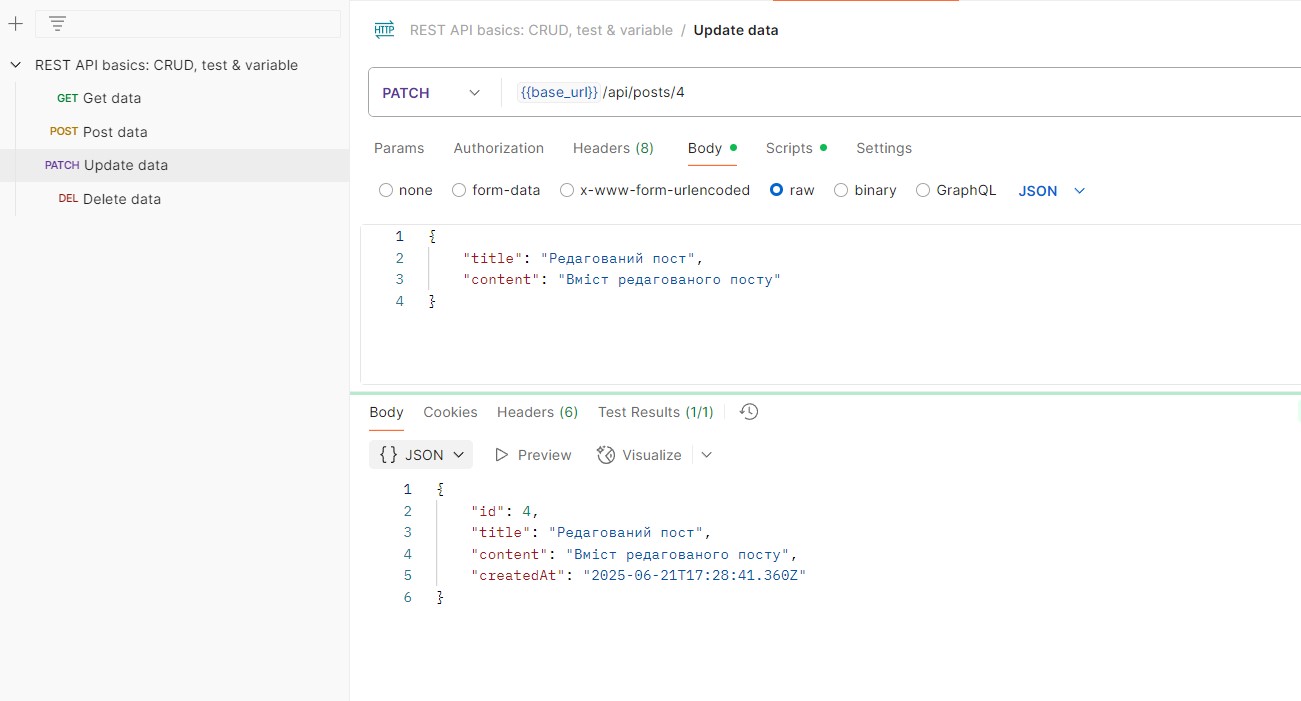 REST API basics: CRUD, test & variable
GET Get data
POST Post data
PATCH Update data
DEL Delete data
HTTP REST API basics: CRUD, test & variable / Update data
PATCH {{base_url}} /api/posts/4
Params Authorization Headers (8) Body Scripts Settings
none form-data x-www-form-urlencoded raw binary GraphQL JSON
1 {
2 "title": "Редагований пост",
3 "content": "Вміст редагованого посту"
4 }
Body Cookies Headers (6) Test Results (1/1)
{} JSON Preview Visualize
1 {
2 "id": 4,
3 "title": "Редагований пост",
4 "content": "Вміст редагованого посту",
5 "createdAt": "2025-06-21T17:28:41.360Z"
6 }